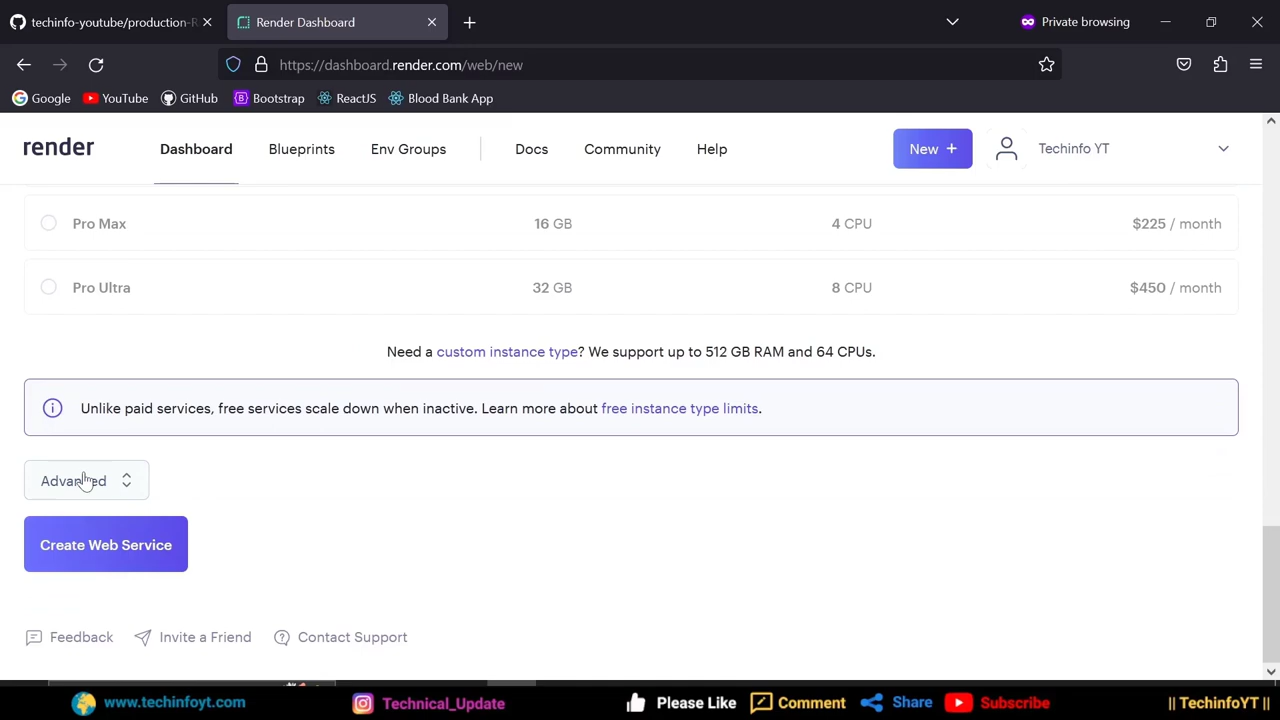 techinfo-youtube/production-R
Render Dashboard
Private browsing
https://dashboard.render.com/web/new
Google YouTube GitHub Bootstrap ReactJS Blood Bank App
render Dashboard Blueprints Env Groups Docs Community Help New + Techinfo YT
Pro Max 16 GB 4 CPU $225 / month
Pro Ultra 32 GB 8 CPU $450 / month
Need a custom instance type? We support up to 512 GB RAM and 64 CPUs.
Unlike paid services, free services scale down when inactive. Learn more about free instance type limits.
Advanced
Create Web Service
Feedback Invite a Friend Contact Support
www.techinfoyt.com Technical_Update Please Like Comment Share Subscribe || TechinfoYT ||